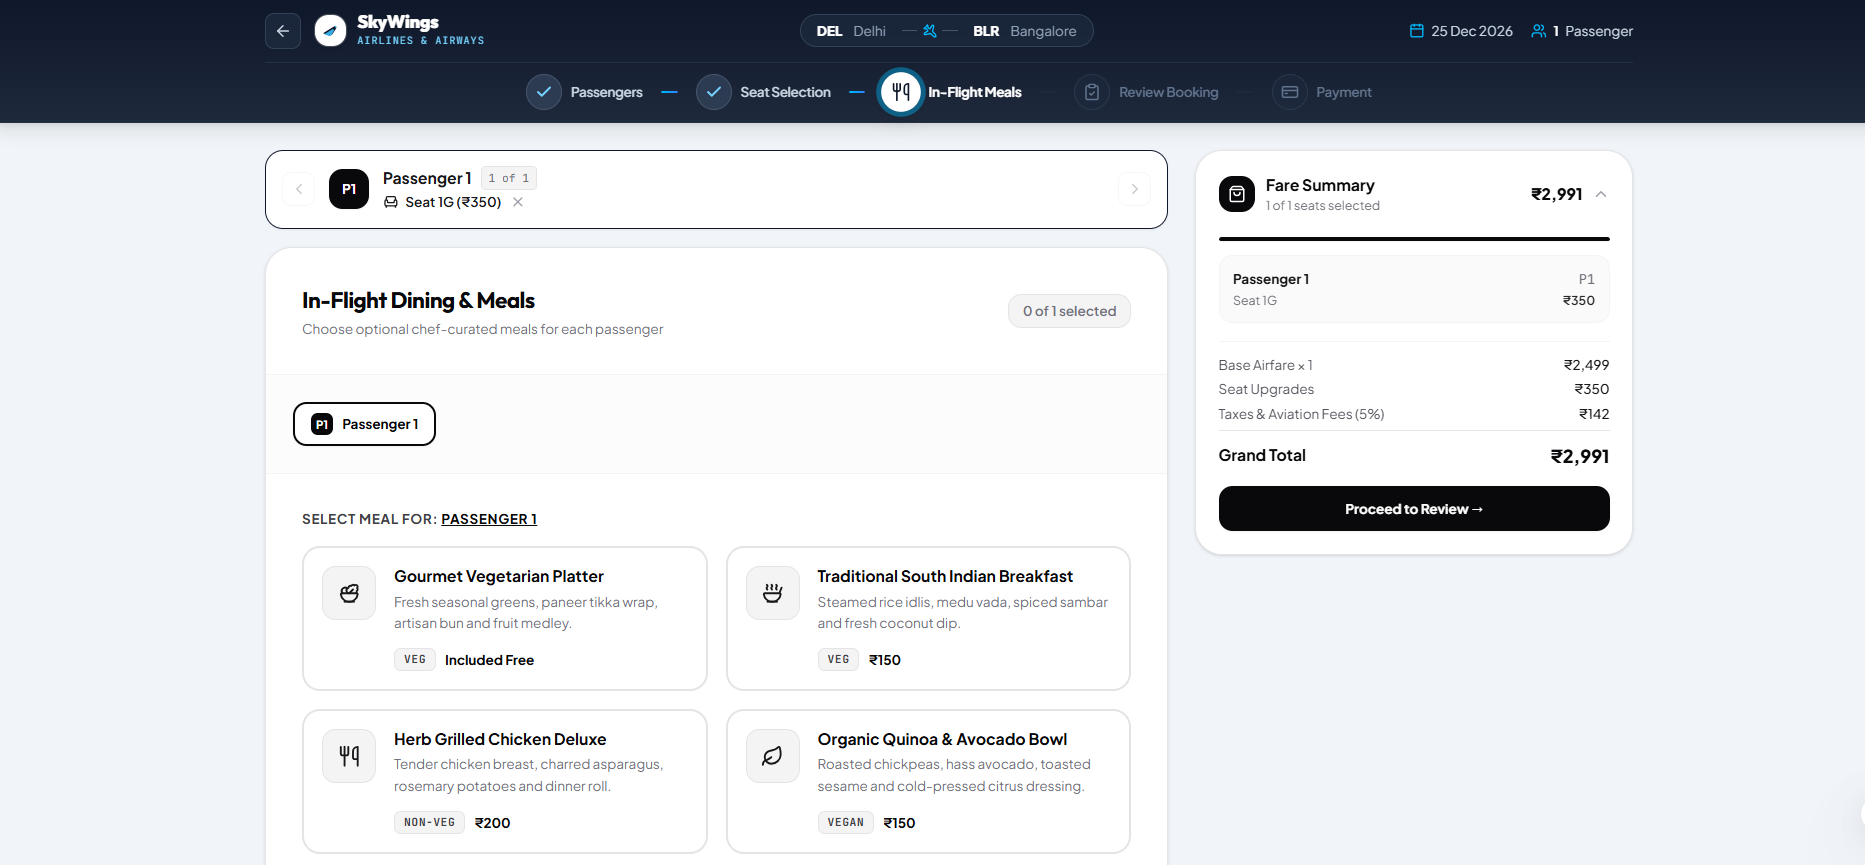 SkyWings
AIRLINES & AIRWAYS
DEL Delhi BLR Bangalore
25 Dec 2026 1 Passenger
Passengers Seat Selection In-Flight Meals Review Booking Payment
P1 Passenger 1 1 of 1
Seat 1G (₹350)
In-Flight Dining & Meals
Choose optional chef-curated meals for each passenger
0 of 1 selected
P1 Passenger 1
SELECT MEAL FOR: PASSENGER 1
Gourmet Vegetarian Platter
Fresh seasonal greens, paneer tikka wrap,
artisan bun and fruit medley.
VEG Included Free
Traditional South Indian Breakfast
Steamed rice idlis, medu vada, spiced sambar
and fresh coconut dip.
VEG ₹150
Herb Grilled Chicken Deluxe
Tender chicken breast, charred asparagus,
rosemary potatoes and dinner roll.
NON-VEG ₹200
Organic Quinoa & Avocado Bowl
Roasted chickpeas, hass avocado, toasted
sesame and cold-pressed citrus dressing.
VEGAN ₹150
Fare Summary
1 of 1 seats selected
₹2,991
Passenger 1 P1
Seat 1G ₹350
Base Airfare × 1 ₹2,499
Seat Upgrades ₹350
Taxes & Aviation Fees (5%) ₹142
Grand Total ₹2,991
Proceed to Review →